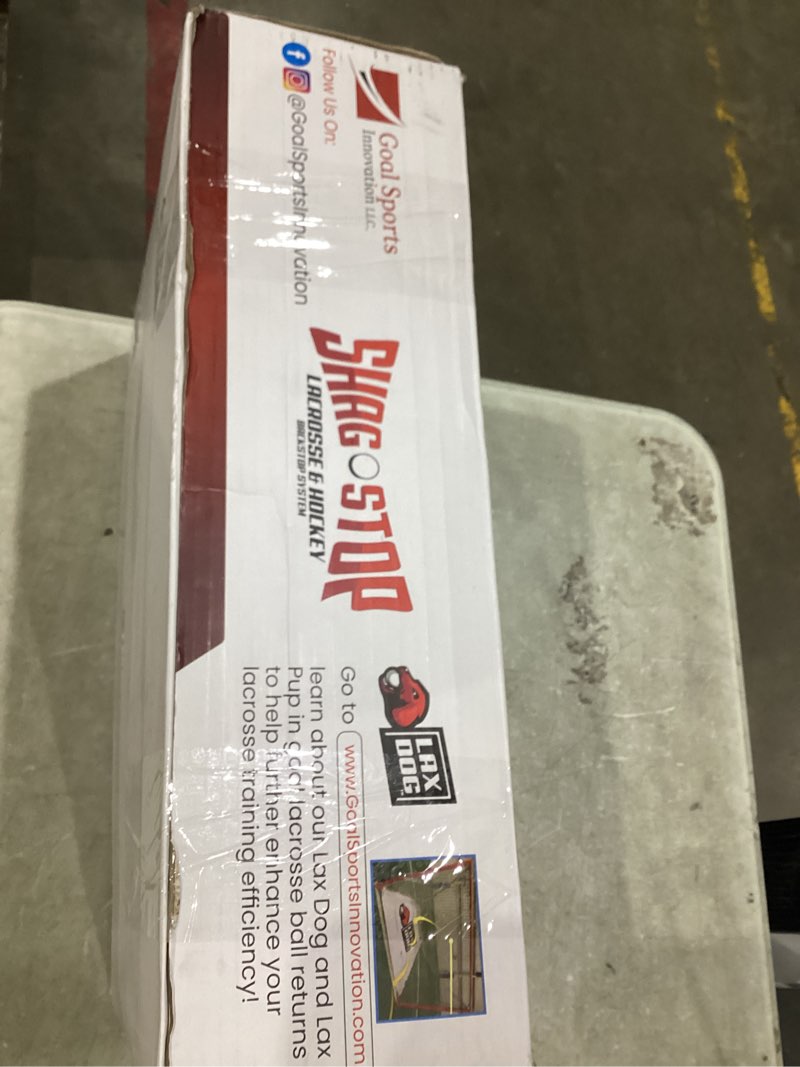 Goal Sports
Innovation LLC.
Follow Us On:
@GoalSportsInnovation
SHAG STOP
LACROSSE & HOCKEY
BACKSTOP SYSTEM
LAX
DOG
Go to www.GoalSportsInnovation.com
learn about our Lax Dog and Lax
Pup in goal lacrosse ball returns
to help further enhance your
lacrosse training efficiency!
LAX
DOG